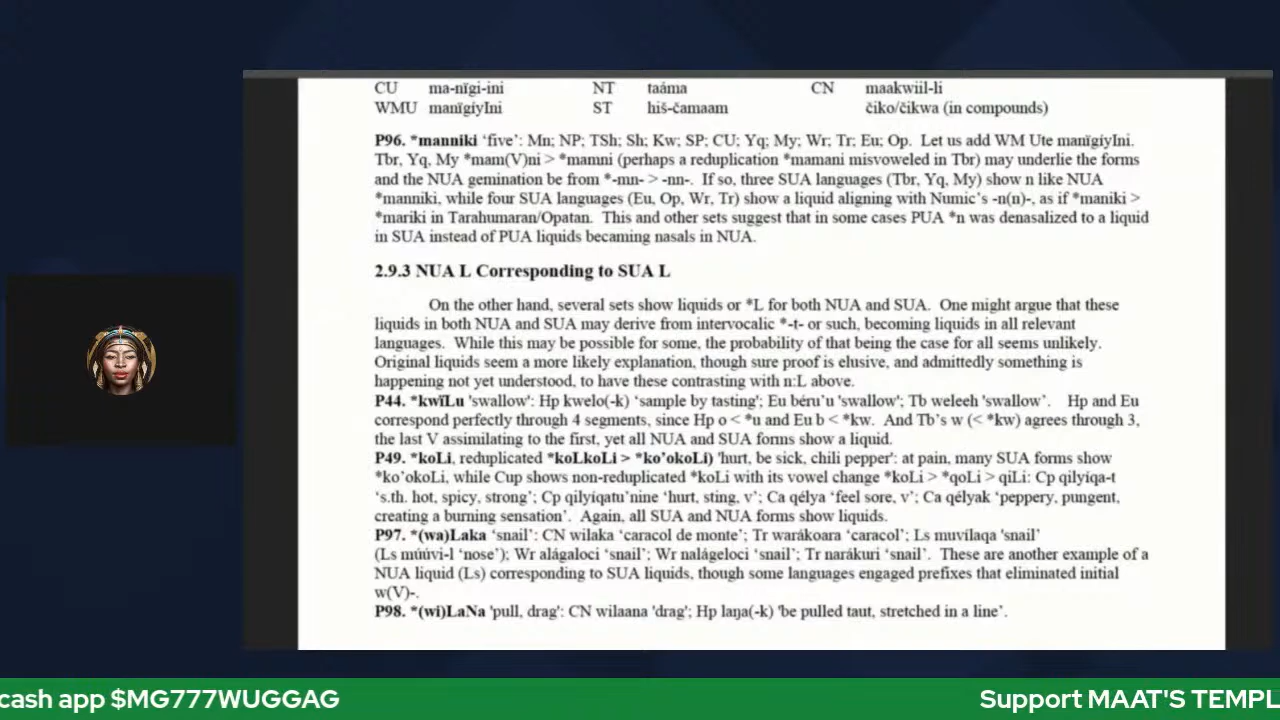 CU ma-nïgi-ini NT taáma CN maakwiil-li
WMU manïgíyIni ST hiš-čamaam čiko/čikwa (in compounds)
P96. *manniki ‘five’: Mn; NP; TSh; Sh; Kw; SP; CU; Yq; My; Wr; Tr; Eu; Op. Let us add WM Ute manïgíyIni.
Tbr, Yq, My *mam(V)ni > *mamni (perhaps a reduplication *mamani misvoweled in Tbr) may underlie the forms
and the NUA gemination be from *-mn- > -nn-. If so, three SUA languages (Tbr, Yq, My) show n like NUA
*manniki, while four SUA languages (Eu, Op, Wr, Tr) show a liquid aligning with Numic's -n(n)-, as if *maniki >
*mariki in Tarahumaran/Opatan. This and other sets suggest that in some cases PUA *n was denasalized to a liquid
in SUA instead of PUA liquids becaming nasals in NUA.
2.9.3 NUA L Corresponding to SUA L
On the other hand, several sets show liquids or *L for both NUA and SUA. One might argue that these
liquids in both NUA and SUA may derive from intervocalic *-t- or such, becoming liquids in all relevant
languages. While this may be possible for some, the probability of that being the case for all seems unlikely.
Original liquids seem a more likely explanation, though sure proof is elusive, and admittedly something is
happening not yet understood, to have these contrasting with n:L above.
P44. *kwïLu 'swallow': Hp kwelo(-k) ‘sample by tasting'; Eu béru'u 'swallow'; Tb weleeh 'swallow’. Hp and Eu
correspond perfectly through 4 segments, since Hp o < *u and Eu b < *kw. And Tb's w (< *kw) agrees through 3,
the last V assimilating to the first, yet all NUA and SUA forms show a liquid.
P49. *koLi, reduplicated *koLkoLi > *ko'okoLi) 'hurt, be sick, chili pepper': at pain, many SUA forms show
*ko’okoLi, while Cup shows non-reduplicated *koLi with its vowel change *koLi > *qoLi > qiLi: Cp qilyíqa-t
‘s.th. hot, spicy, strong’; Cp qilyíqatu’nine ‘hurt, sting, v’; Ca qélya ‘feel sore, v’; Ca qélyak ‘peppery, pungent,
creating a burning sensation’. Again, all SUA and NUA forms show liquids.
P97. *(wa)Laka ‘snail’: CN wilaka ‘caracol de monte’; Tr warákoara ‘caracol’; Ls muvílaqa 'snail’
(Ls múúvi-l ‘nose’); Wr alágaloci ‘snail’; Wr nalágeloci ‘snail’; Tr narákuri ‘snail’. These are another example of a
NUA liquid (Ls) corresponding to SUA liquids, though some languages engaged prefixes that eliminated initial
w(V)-.
P98. *(wi)LaNa 'pull, drag': CN wilaana 'drag'; Hp laŋa(-k) 'be pulled taut, stretched in a line’.
cash app $MG777WUGGAG Support MAAT'S TEMPL